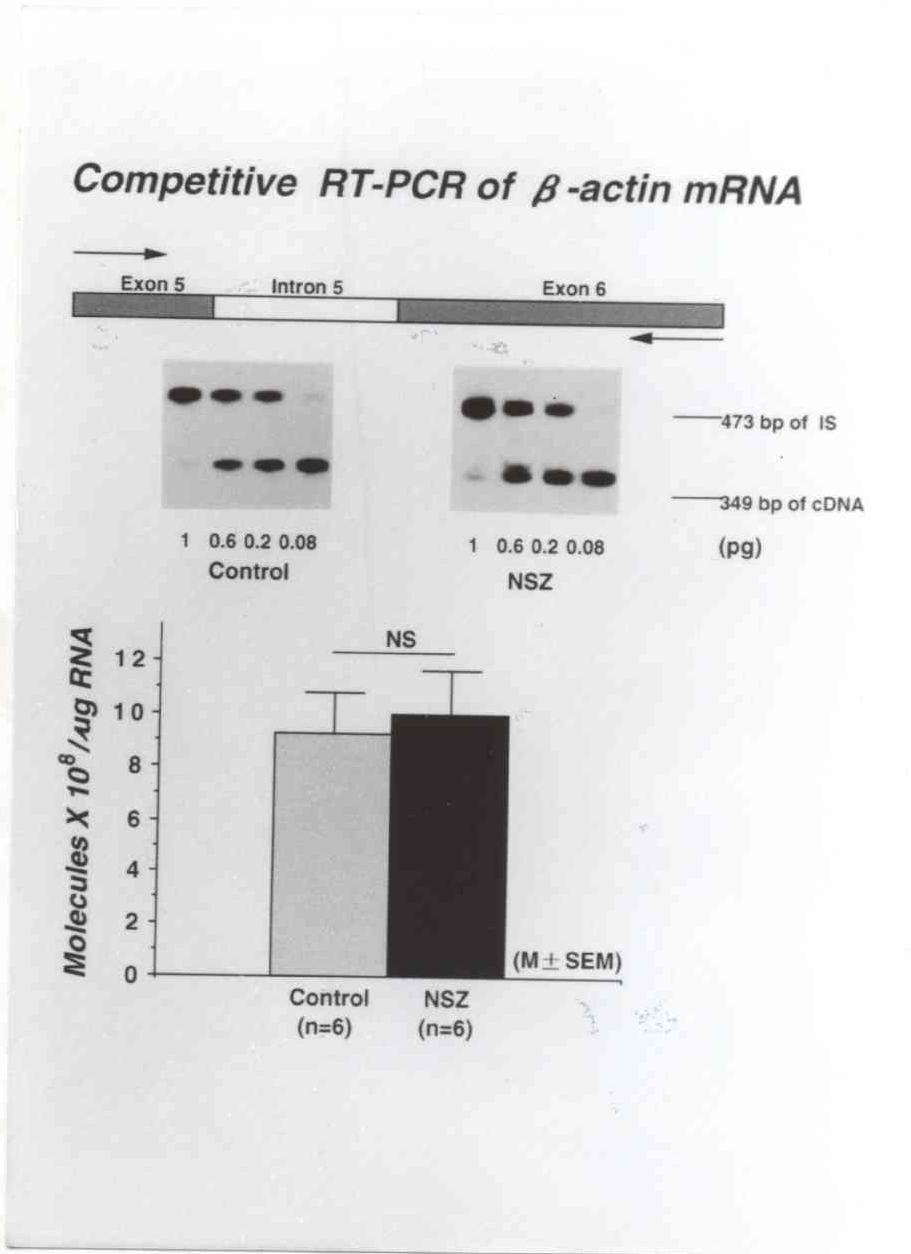 Competitive RT-PCR of β-actin mRNA
Exon 5 Intron 5 Exon 6
473 bp of IS
349 bp of cDNA
1 0.6 0.2 0.08 1 0.6 0.2 0.08 (pg)
Control NSZ
Molecules X 10⁸/μg RNA
NS
12
10
8
6
4
2
0
(M ± SEM)
Control NSZ
(n=6) (n=6)